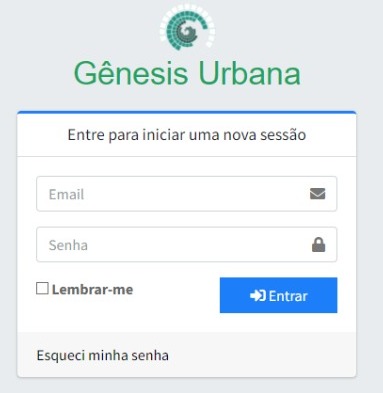 Gênesis Urbana
Entre para iniciar uma nova sessão
Email
Senha
Lembrar-me
Entrar
Esqueci minha senha